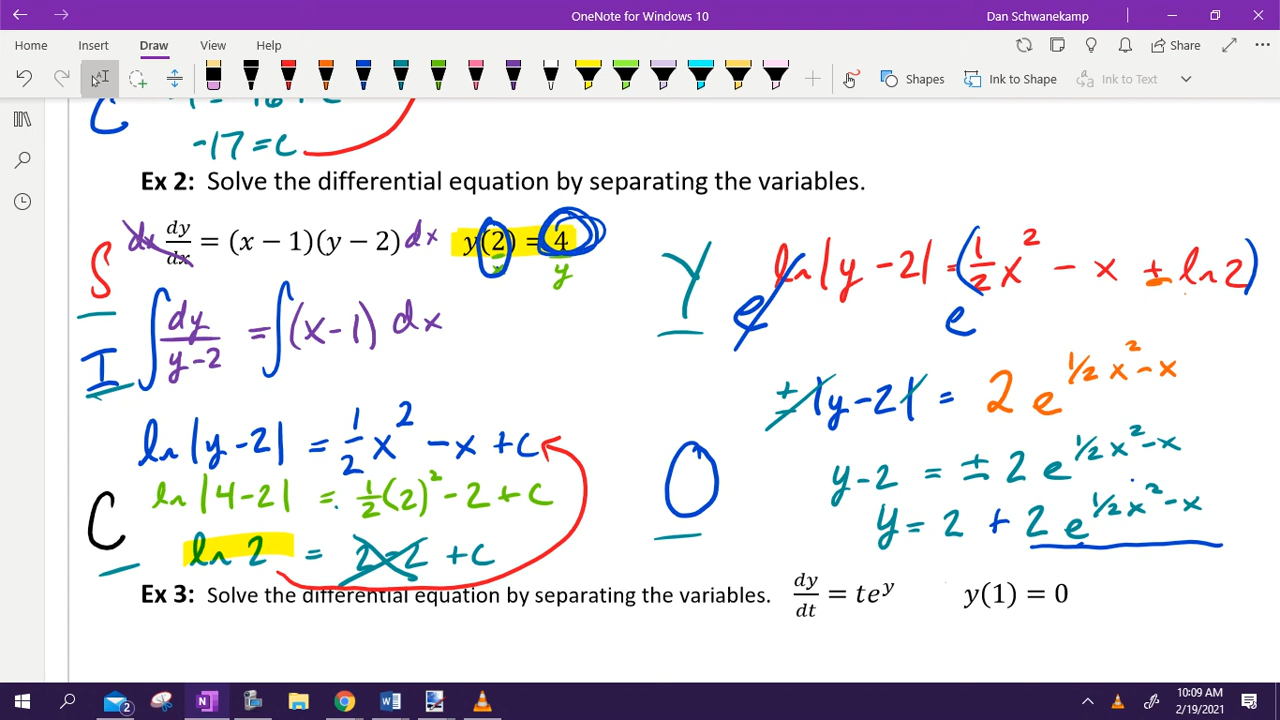 OneNote for Windows 10
Dan Schwanekamp
Home Insert Draw View Help
Share
Shapes Ink to Shape Ink to Text
C
-17 = C
Ex 2: Solve the differential equation by separating the variables.
dx dy/dx = (x − 1)(y − 2) dx y(2) = 4
x y
S
I ∫ dy/(y-2) = ∫ (x-1) dx
ln|y-2| = 1/2 x² - x + C
C ln|4-2| = 1/2 (2)² - 2 + C
ln 2 = 2-2 + C
Y ln|y-2| = (1/2 x² - x + ln 2)
e e
± |y-2| = 2 e^(1/2 x² - x)
O y-2 = ± 2 e^(1/2 x² - x)
y = 2 + 2 e^(1/2 x² - x)
Ex 3: Solve the differential equation by separating the variables. dy/dt = te^y y(1) = 0
2
10:09 AM
2/19/2021